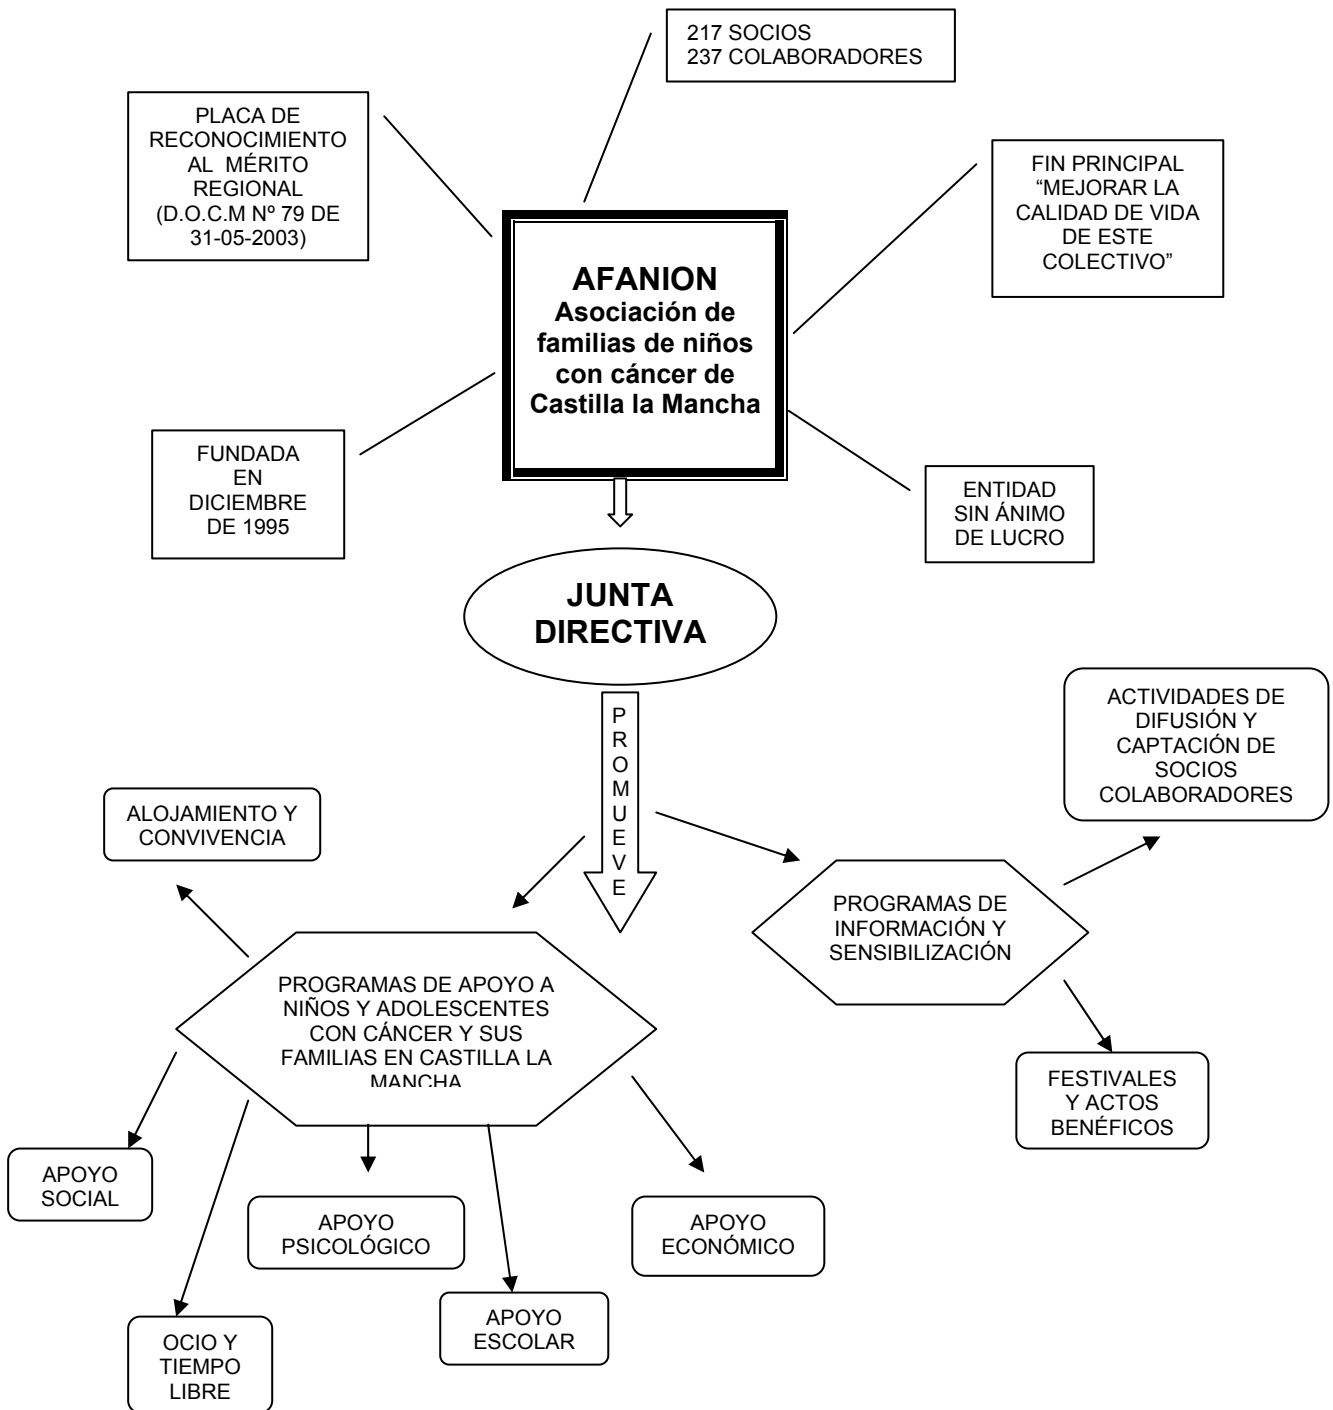 217 SOCIOS
237 COLABORADORES
PLACA DE
RECONOCIMIENTO
AL MÉRITO
REGIONAL
(D.O.C.M Nº 79 DE
31-05-2003)
FIN PRINCIPAL
“MEJORAR LA
CALIDAD DE VIDA
DE ESTE
COLECTIVO”
AFANION
Asociación de
familias de niños
con cáncer de
Castilla la Mancha
FUNDADA
EN
DICIEMBRE
DE 1995
ENTIDAD
SIN ÁNIMO
DE LUCRO
JUNTA
DIRECTIVA
P
R
O
M
U
E
V
E
ACTIVIDADES DE
DIFUSIÓN Y
CAPTACIÓN DE
SOCIOS
COLABORADORES
ALOJAMIENTO Y
CONVIVENCIA
PROGRAMAS DE
INFORMACIÓN Y
SENSIBILIZACIÓN
PROGRAMAS DE APOYO A
NIÑOS Y ADOLESCENTES
CON CÁNCER Y SUS
FAMILIAS EN CASTILLA LA
MANCHA
FESTIVALES
Y ACTOS
BENÉFICOS
APOYO
SOCIAL
APOYO
PSICOLÓGICO
APOYO
ECONÓMICO
APOYO
ESCOLAR
OCIO Y
TIEMPO
LIBRE